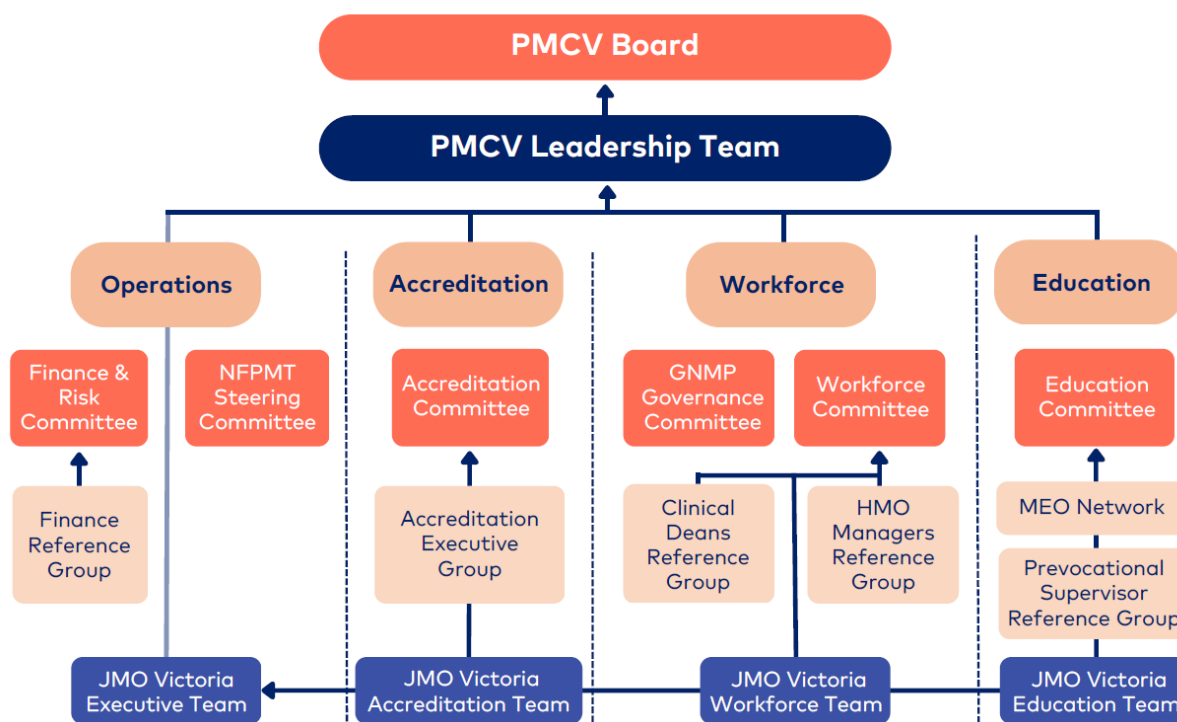 PMCV Board
PMCV Leadership Team
Operations
Accreditation
Workforce
Education
Finance &
Risk
Committee
NFPMT
Steering
Committee
Accreditation
Committee
GNMP
Governance
Committee
Workforce
Committee
Education
Committee
Finance
Reference
Group
Accreditation
Executive
Group
Clinical
Deans
Reference
Group
HMO
Managers
Reference
Group
MEO Network
Prevocational
Supervisor
Reference Group
JMO Victoria
Executive Team
JMO Victoria
Accreditation Team
JMO Victoria
Workforce Team
JMO Victoria
Education Team